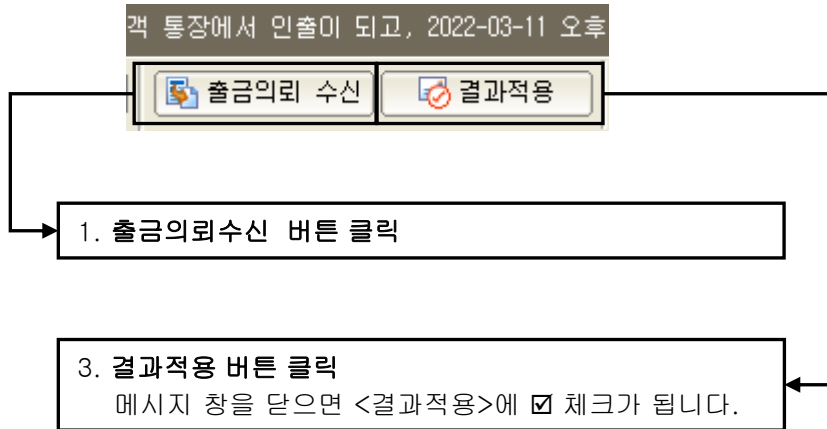 객 통장에서 인출이 되고, 2022-03-11 오후
출금의뢰 수신 결과적용
1. 출금의뢰수신 버튼 클릭
3. 결과적용 버튼 클릭
메시지 창을 닫으면 <결과적용>에 ☑ 체크가 됩니다.